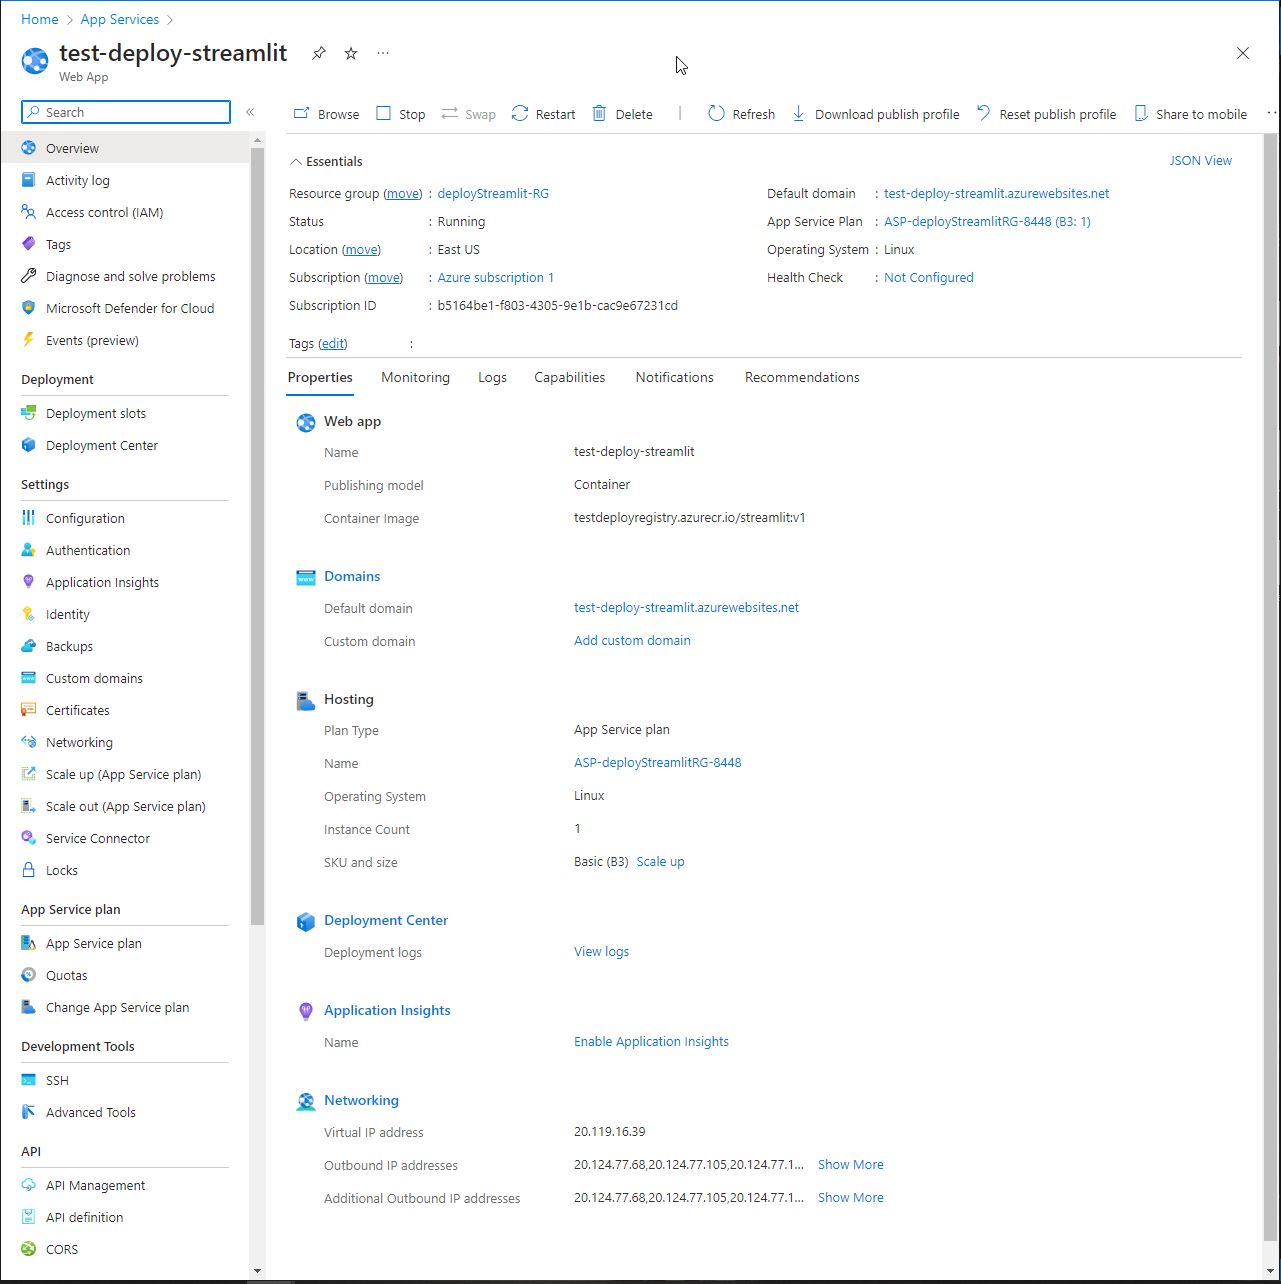 Home > App Services >
test-deploy-streamlit
Web App
Search
Overview
Activity log
Access control (IAM)
Tags
Diagnose and solve problems
Microsoft Defender for Cloud
Events (preview)
Deployment
Deployment slots
Deployment Center
Settings
Configuration
Authentication
Application Insights
Identity
Backups
Custom domains
Certificates
Networking
Scale up (App Service plan)
Scale out (App Service plan)
Service Connector
Locks
App Service plan
App Service plan
Quotas
Change App Service plan
Development Tools
SSH
Advanced Tools
API
API Management
API definition
CORS
Browse Stop Swap Restart Delete Refresh Download publish profile Reset publish profile Share to mobile
Essentials JSON View
Resource group (move) : deployStreamlit-RG
Status : Running
Location (move) : East US
Subscription (move) : Azure subscription 1
Subscription ID : b5164be1-f803-4305-9e1b-cac9e67231cd
Default domain : test-deploy-streamlit.azurewebsites.net
App Service Plan : ASP-deployStreamlitRG-8448 (B3: 1)
Operating System : Linux
Health Check : Not Configured
Tags (edit) :
Properties Monitoring Logs Capabilities Notifications Recommendations
Web app
Name test-deploy-streamlit
Publishing model Container
Container Image testdeployregistry.azurecr.io/streamlit:v1
Domains
Default domain test-deploy-streamlit.azurewebsites.net
Custom domain Add custom domain
Hosting
Plan Type App Service plan
Name ASP-deployStreamlitRG-8448
Operating System Linux
Instance Count 1
SKU and size Basic (B3) Scale up
Deployment Center
Deployment logs View logs
Application Insights
Name Enable Application Insights
Networking
Virtual IP address 20.119.16.39
Outbound IP addresses 20.124.77.68,20.124.77.105,20.124.77.1... Show More
Additional Outbound IP addresses 20.124.77.68,20.124.77.105,20.124.77.1... Show More